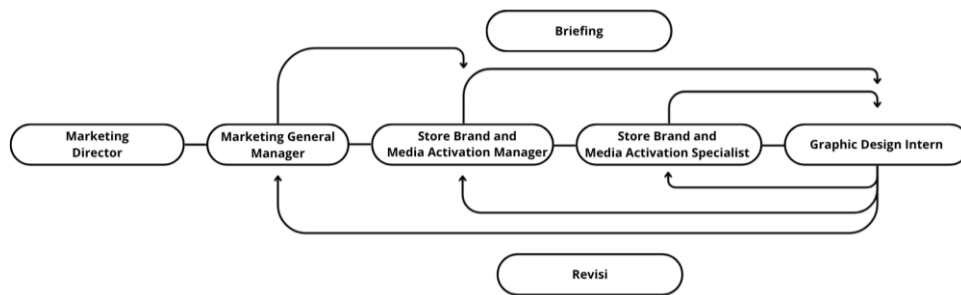 Briefing
Marketing
Director
Marketing General
Manager
Store Brand and
Media Activation Manager
Store Brand and
Media Activation Specialist
Graphic Design Intern
Revisi